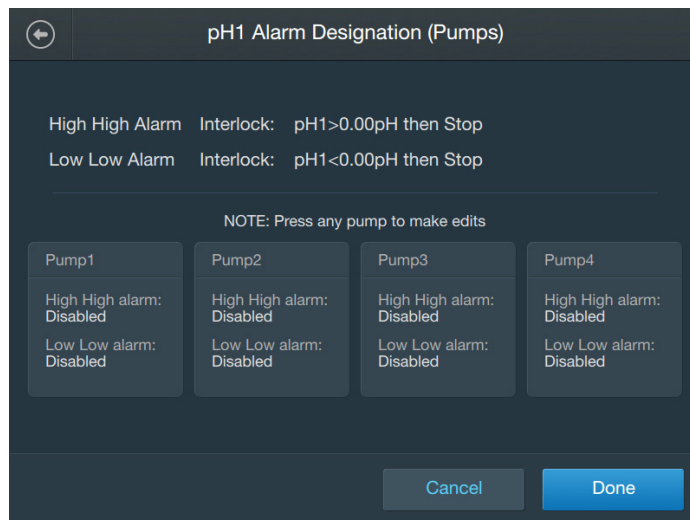 pH1 Alarm Designation (Pumps)
High High Alarm Interlock: pH1>0.00pH then Stop
Low Low Alarm Interlock: pH1<0.00pH then Stop
NOTE: Press any pump to make edits
Pump1
High High alarm:
Disabled
Low Low alarm:
Disabled
Pump2
High High alarm:
Disabled
Low Low alarm:
Disabled
Pump3
High High alarm:
Disabled
Low Low alarm:
Disabled
Pump4
High High alarm:
Disabled
Low Low alarm:
Disabled
Cancel
Done